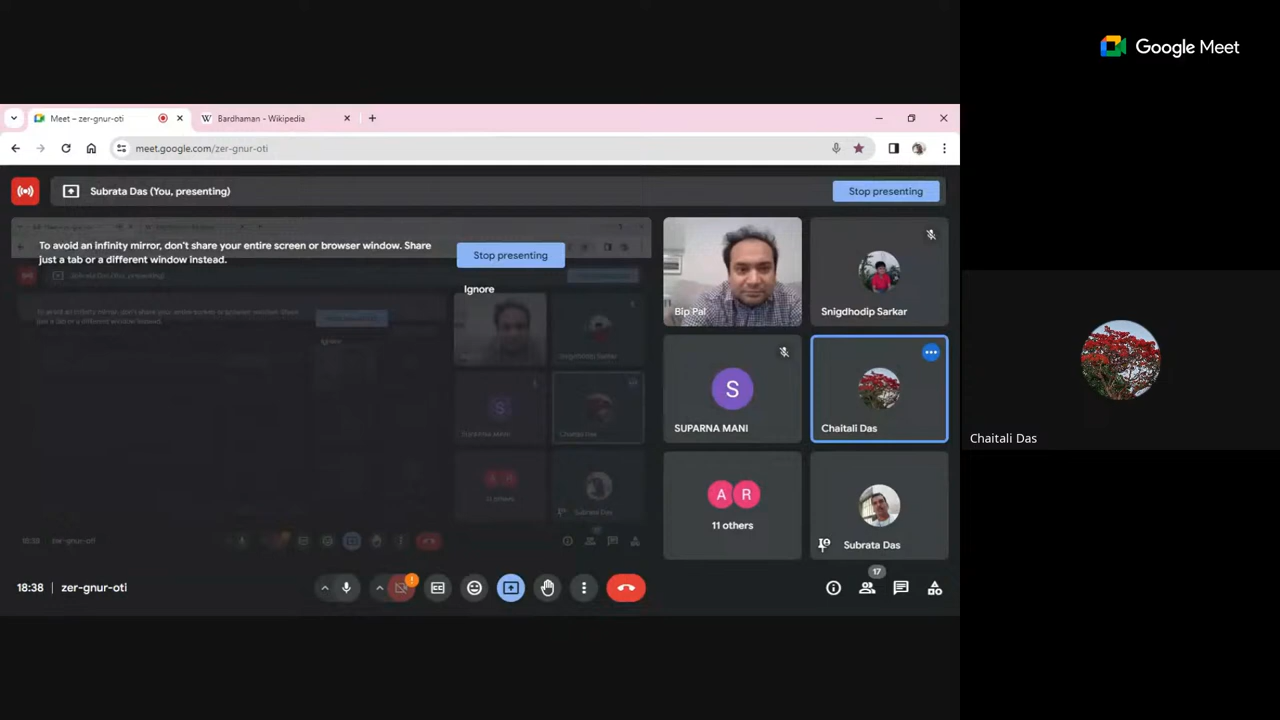 Google Meet
Meet – zer-gnur-oti
Bardhaman - Wikipedia
meet.google.com/zer-gnur-oti
Subrata Das (You, presenting)
Stop presenting
To avoid an infinity mirror, don't share your entire screen or browser window. Share
just a tab or a different window instead.
Stop presenting
Ignore
Bip Pal
Snigdhodip Sarkar
S
SUPARNA MANI
Chaitali Das
A R
11 others
Subrata Das
Chaitali Das
17
18:38
zer-gnur-oti